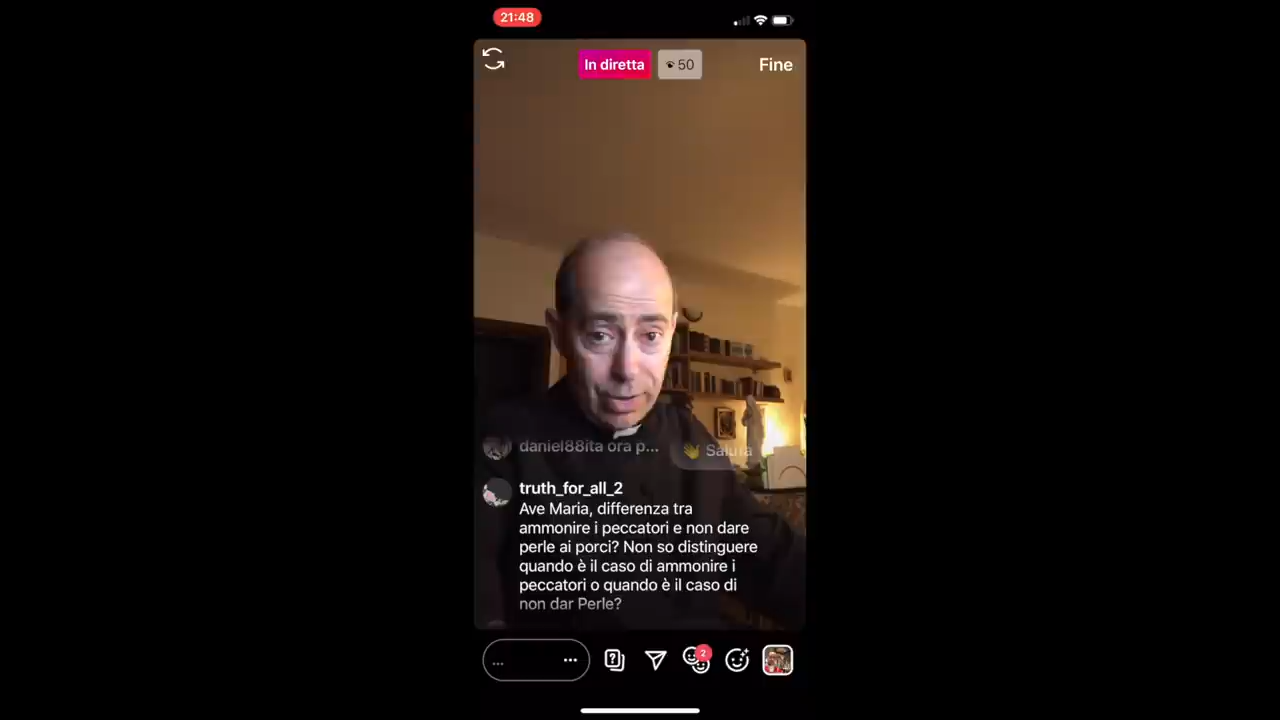 21:48
In diretta
50
Fine
daniel88ita ora p...
👋 Saluta
truth_for_all_2
Ave Maria, differenza tra
ammonire i peccatori e non dare
perle ai porci? Non so distinguere
quando è il caso di ammonire i
peccatori o quando è il caso di
non dar Perle?
...
2